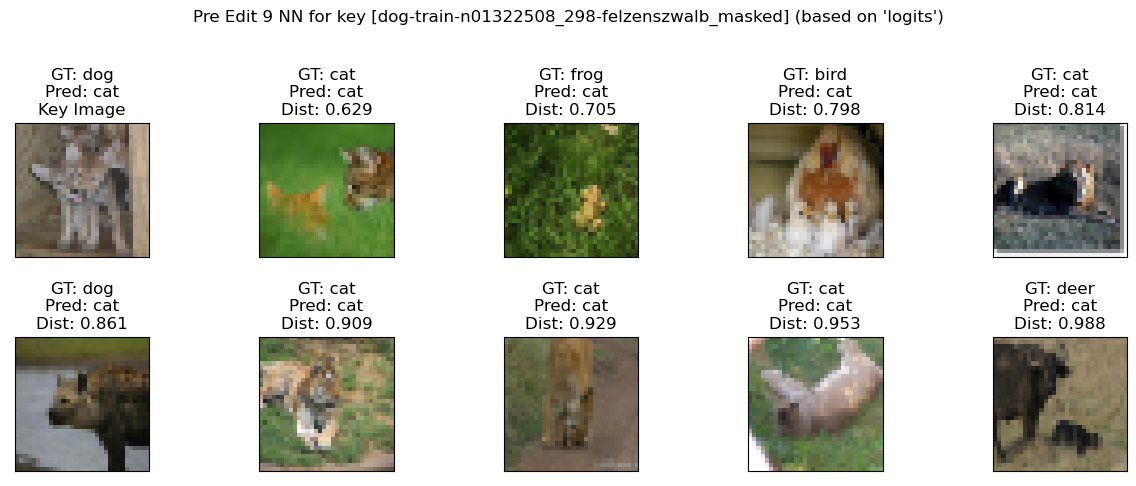 Pre Edit 9 NN for key [dog-train-n01322508_298-felzenszwalb_masked] (based on 'logits')
GT: dog
Pred: cat
Key Image
GT: cat
Pred: cat
Dist: 0.629
GT: frog
Pred: cat
Dist: 0.705
GT: bird
Pred: cat
Dist: 0.798
GT: cat
Pred: cat
Dist: 0.814
GT: dog
Pred: cat
Dist: 0.861
GT: cat
Pred: cat
Dist: 0.909
GT: cat
Pred: cat
Dist: 0.929
GT: cat
Pred: cat
Dist: 0.953
GT: deer
Pred: cat
Dist: 0.988